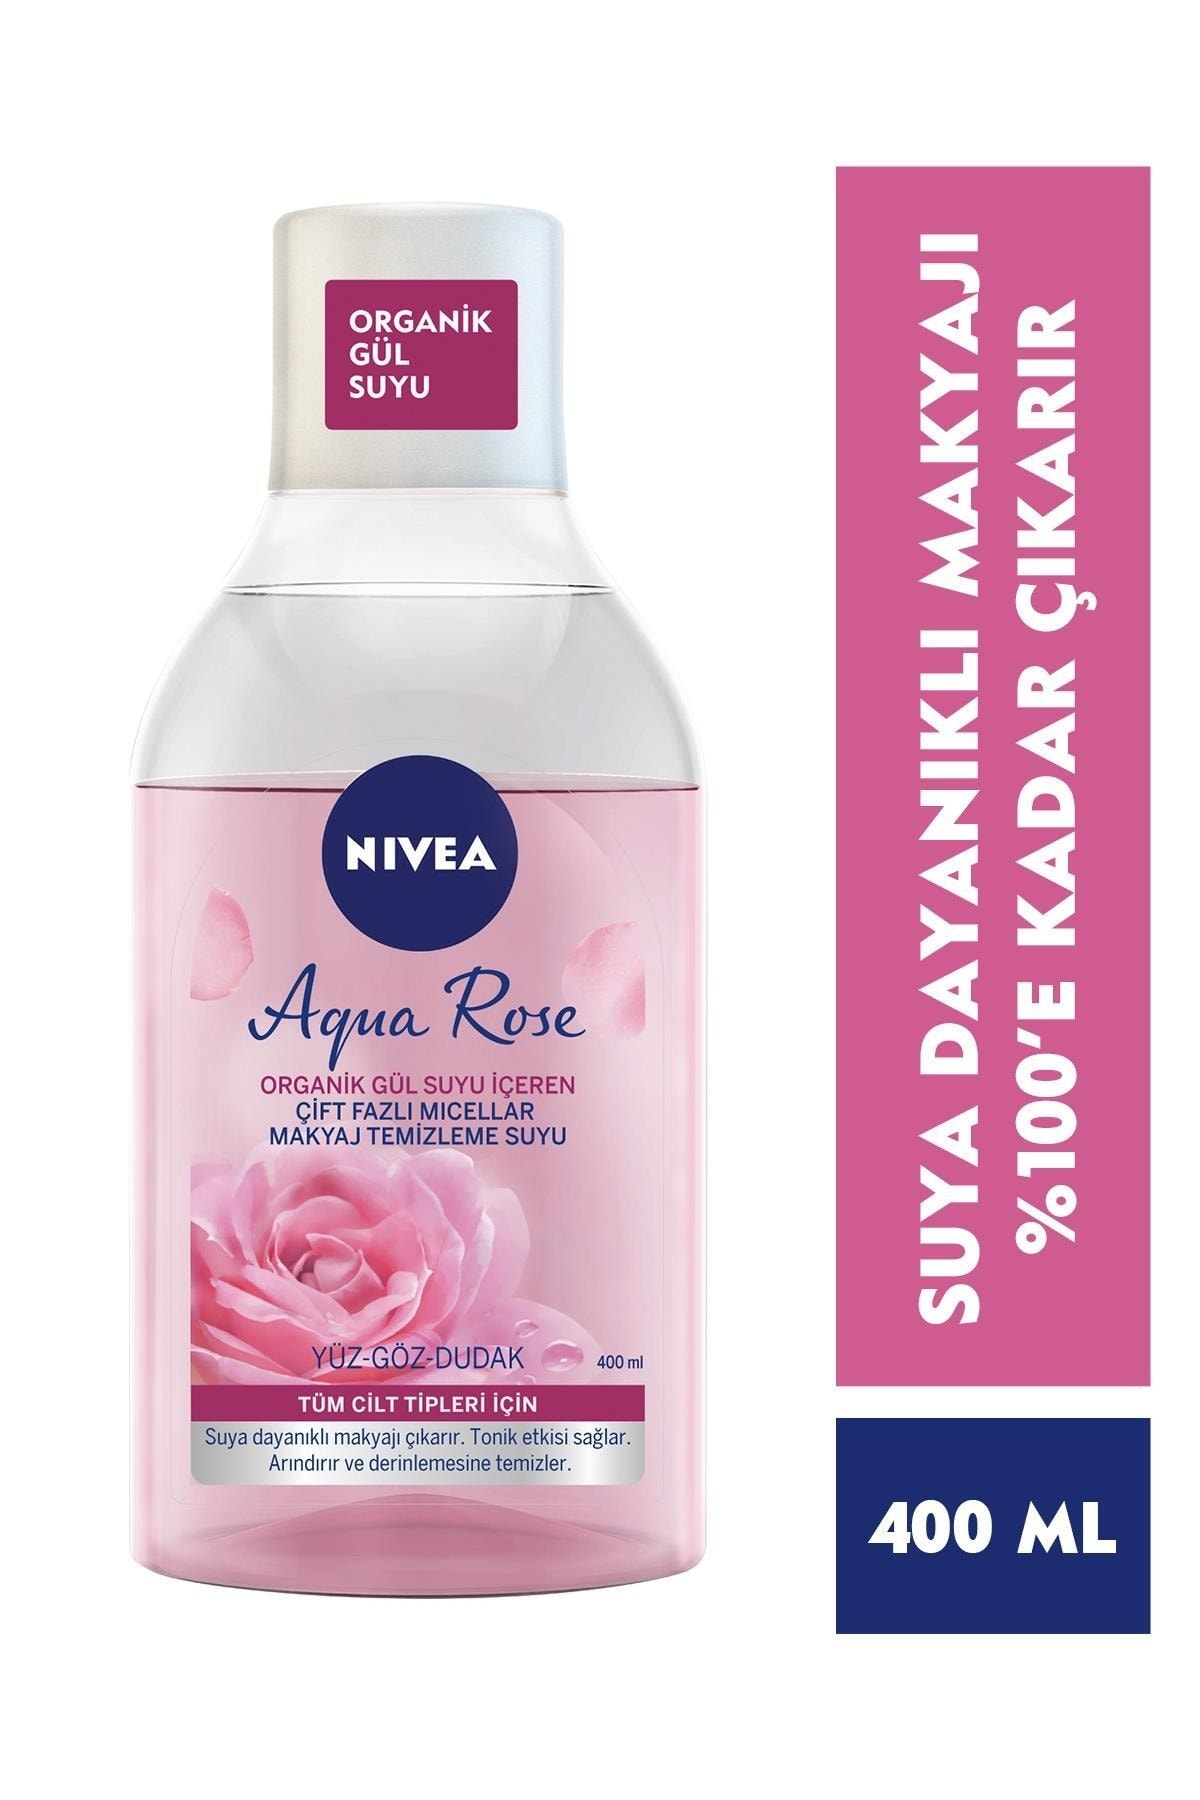 ORGANİK
GÜL
SUYU
NIVEA
Aqua Rose
ORGANİK GÜL SUYU İÇEREN
ÇİFT FAZLI MICELLAR
MAKYAJ TEMİZLEME SUYU
YÜZ-GÖZ-DUDAK
400 ml
TÜM CİLT TİPLERİ İÇİN
Suya dayanıklı makyajı çıkarır. Tonik etkisi sağlar.
Arındırır ve derinlemesine temizler.
SUYA DAYANIKLI MAKYAJI
%100'E KADAR ÇIKARIR
400 ML